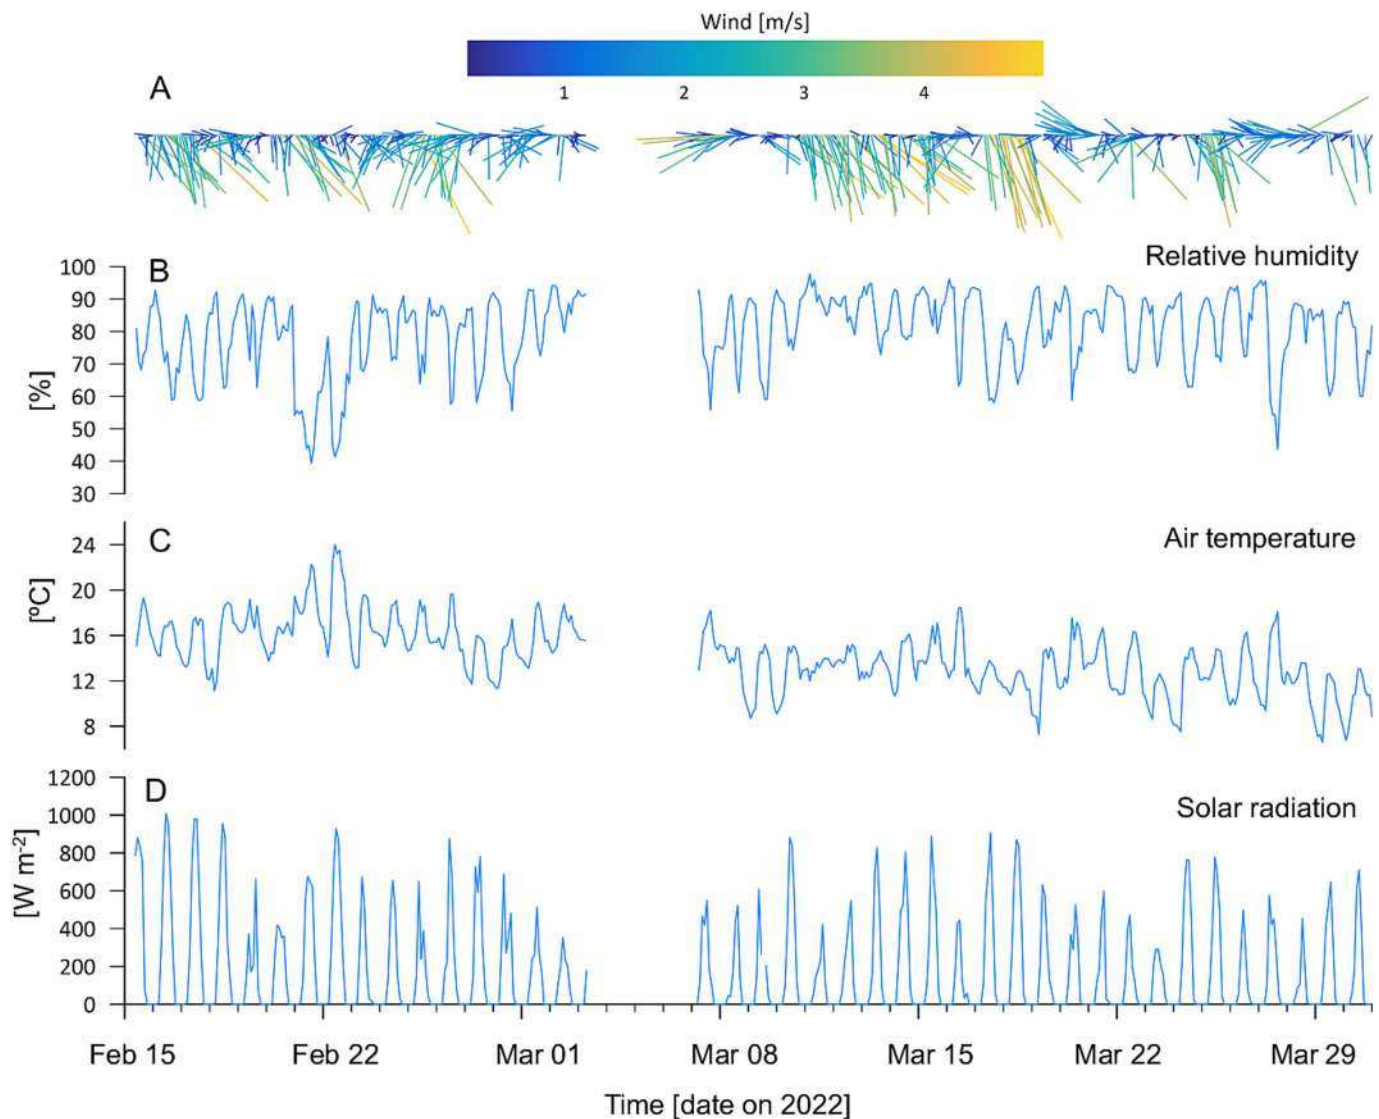 Wind [m/s]
1 2 3 4
A
B
Relative humidity
100
90
80
70
60
50
40
30
[%]
C
Air temperature
24
20
16
12
8
[ºC]
D
Solar radiation
1200
1000
800
600
400
200
0
[W m-2]
Feb 15 Feb 22 Mar 01 Mar 08 Mar 15 Mar 22 Mar 29
Time [date on 2022]